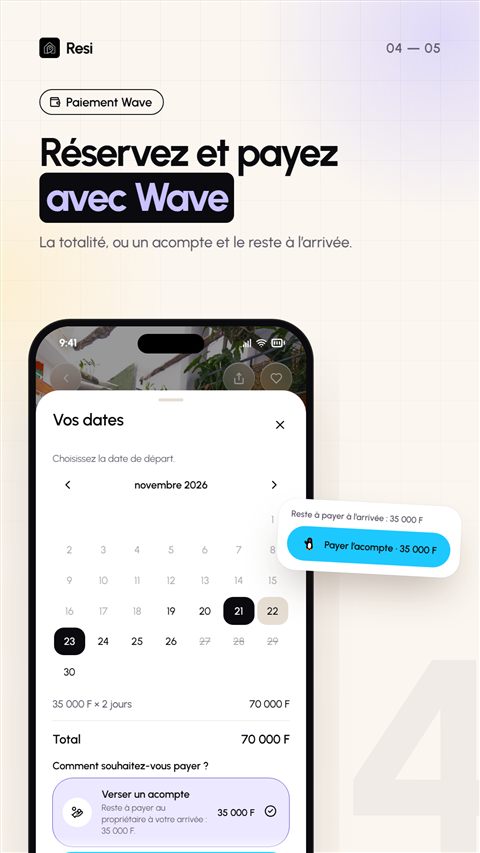 Resi
04 — 05
Paiement Wave
Réservez et payez
avec Wave
La totalité, ou un acompte et le reste à l'arrivée.
9:41
Vos dates
Choisissez la date de départ.
novembre 2026
1
2 3 4 5 6 7 8
9 10 11 12 13 14 15
16 17 18 19 20 21 22
23 24 25 26 27 28 29
30
Reste à payer à l'arrivée : 35 000 F
Payer l'acompte · 35 000 F
35 000 F × 2 jours 70 000 F
Total 70 000 F
Comment souhaitez-vous payer ?
Verser un acompte
Reste à payer au
propriétaire à votre arrivée :
35 000 F.
35 000 F
4